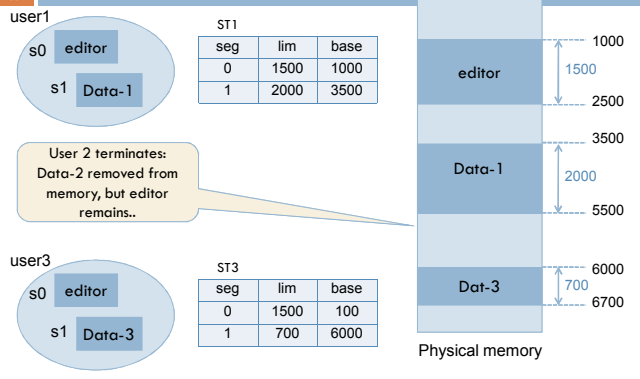 user1
s0 editor
s1 Data-1
ST1
seg lim base
0 1500 1000
1 2000 3500
User 2 terminates:
Data-2 removed from
memory, but editor
remains..
user3
s0 editor
s1 Data-3
ST3
seg lim base
0 1500 100
1 700 6000
editor
Data-1
Dat-3
1000
1500
2500
3500
2000
5500
6000
700
6700
Physical memory